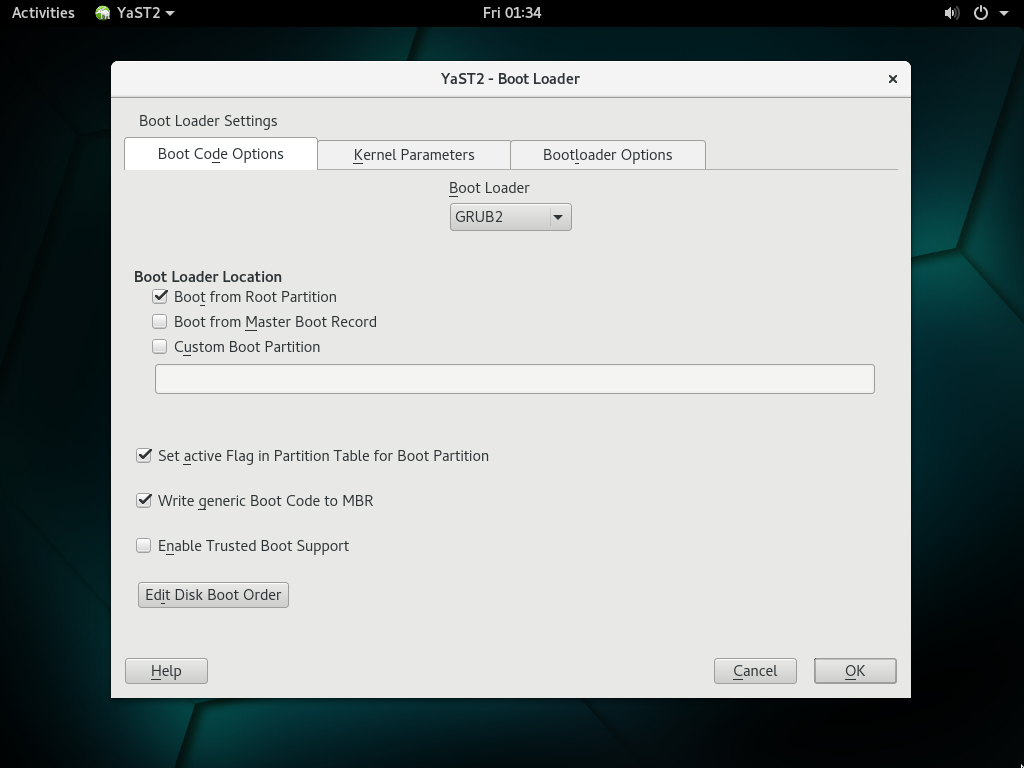 Activities YaST2 Fri 01:34
YaST2 - Boot Loader
Boot Loader Settings
Boot Code Options Kernel Parameters Bootloader Options
Boot Loader
GRUB2
Boot Loader Location
Boot from Root Partition
Boot from Master Boot Record
Custom Boot Partition
Set active Flag in Partition Table for Boot Partition
Write generic Boot Code to MBR
Enable Trusted Boot Support
Edit Disk Boot Order
Help Cancel OK